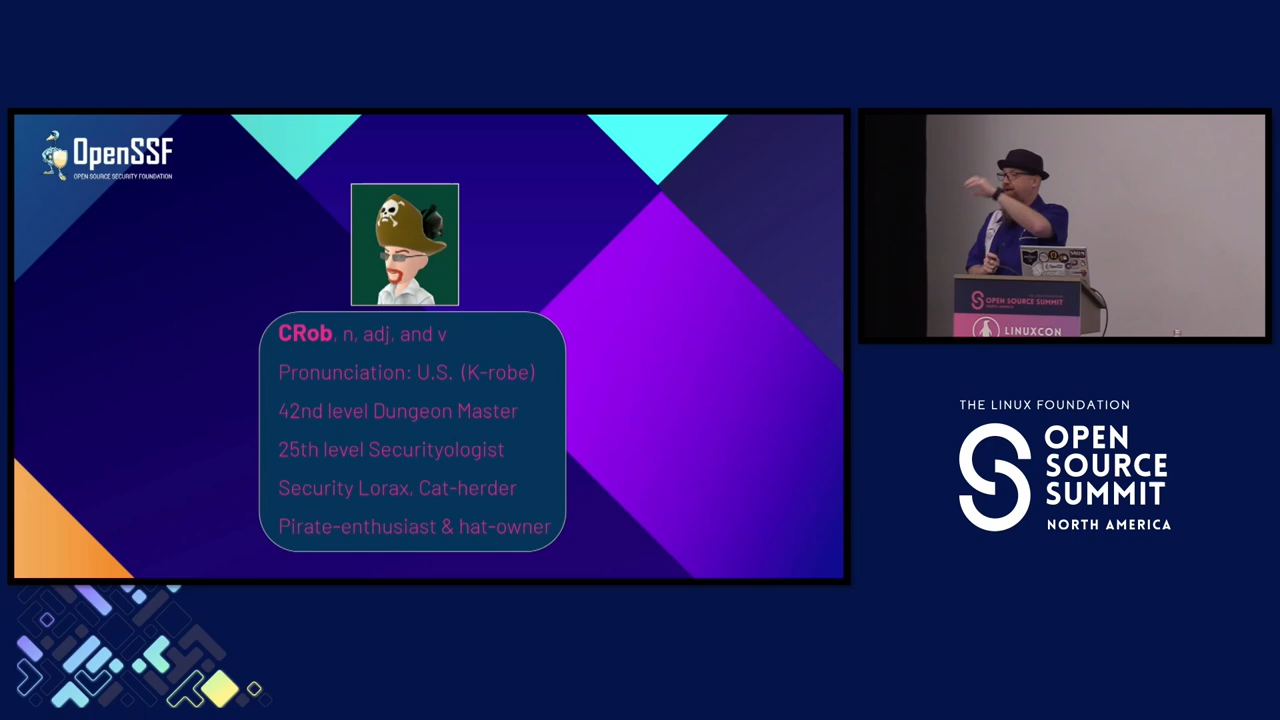 OpenSSF
OPEN SOURCE SECURITY FOUNDATION
CRob, n, adj, and v
Pronunciation: U.S. (K-robe)
42nd level Dungeon Master
25th level Securityologist
Security Lorax, Cat-herder
Pirate-enthusiast & hat-owner
OPEN SOURCE SUMMIT
LINUXCON
THE LINUX FOUNDATION
OPEN
SOURCE
SUMMIT
NORTH AMERICA